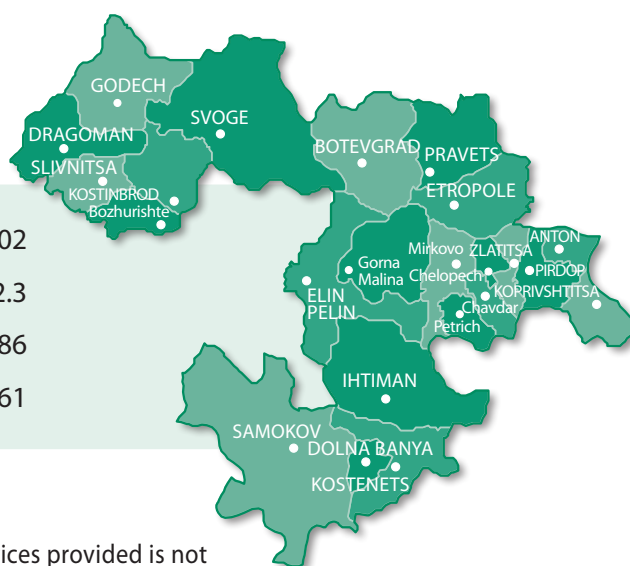 GODECH
SVOGE
DRAGOMAN
BOTEVGRAD
PRAVETS
SLIVNITSA
KOSTINBROD
ETROPOLE
Bozhurishte
02
ANTON
Mirkovo
ZLATITSA
Gorna
Malina
Chelopech
PIRDOP
2.3
ELIN
PELIN
KOPRIVSHTITSA
Chavdar
Petrich
86
IHTIMAN
61
SAMOKOV
DOLNA BANYA
KOSTENETS
ices provided is not